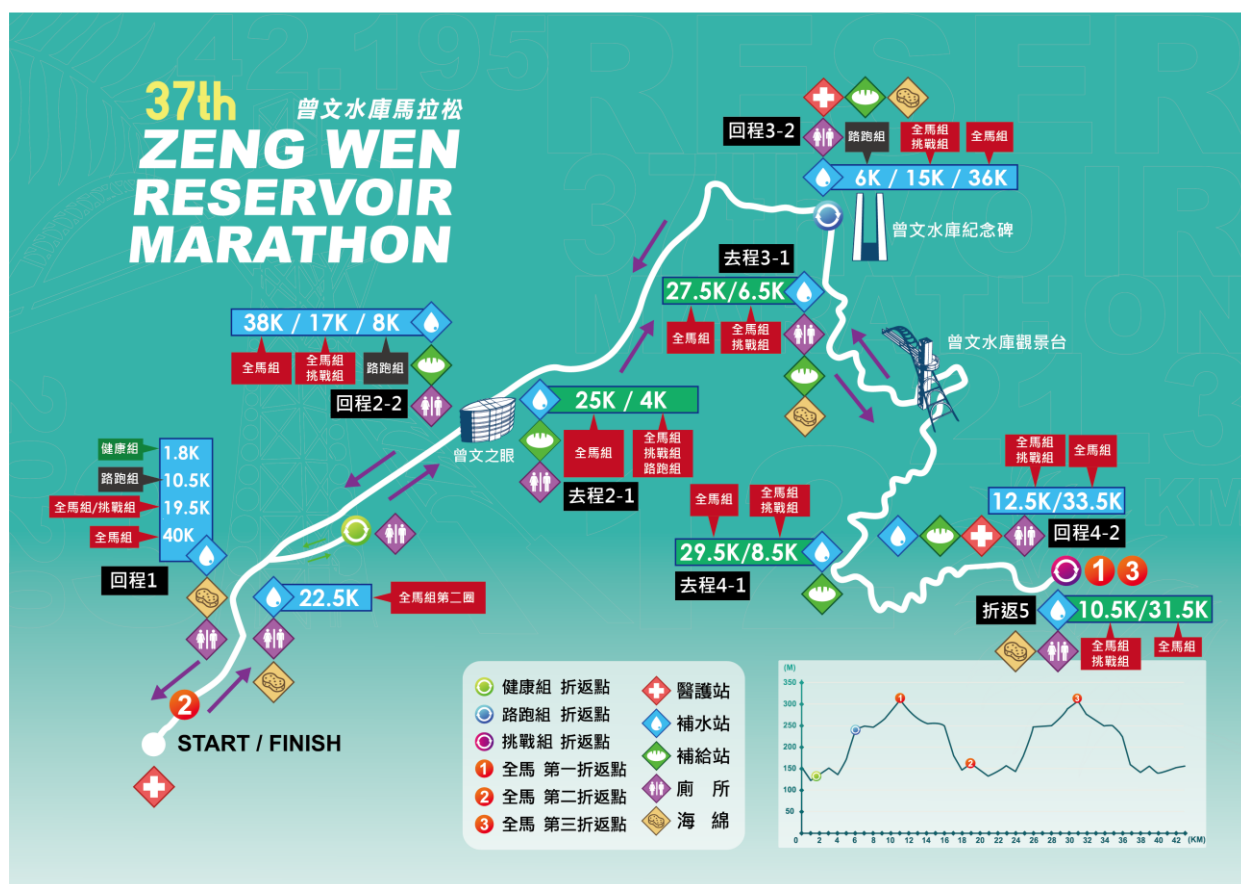 37th 曾文水庫馬拉松
ZENG WEN
RESERVOIR
MARATHON
回程3-2
路跑組
全馬組
挑戰組
全馬組
6K / 15K / 36K
曾文水庫紀念碑
去程3-1
27.5K/6.5K
全馬組
全馬組
挑戰組
曾文水庫觀景台
38K / 17K / 8K
全馬組
全馬組
挑戰組
路跑組
回程2-2
曾文之眼
25K / 4K
全馬組
全馬組
挑戰組
路跑組
去程2-1
健康組
1.8K
路跑組
10.5K
全馬組/挑戰組
19.5K
全馬組
40K
回程1
22.5K
全馬組第二圈
全馬組
全馬組
挑戰組
29.5K/8.5K
去程4-1
全馬組
挑戰組
全馬組
12.5K/33.5K
回程4-2
1 3
折返5
10.5K/31.5K
全馬組
挑戰組
全馬組
2
START / FINISH
健康組 折返點
路跑組 折返點
挑戰組 折返點
1 全馬 第一折返點
2 全馬 第二折返點
3 全馬 第三折返點
醫護站
補水站
補給站
廁 所
海 綿
(M)
350
300
250
200
150
100
50
1
2
3
0 2 4 6 8 10 12 14 16 18 20 22 24 26 28 30 32 34 36 38 40 42 (KM)
42.195